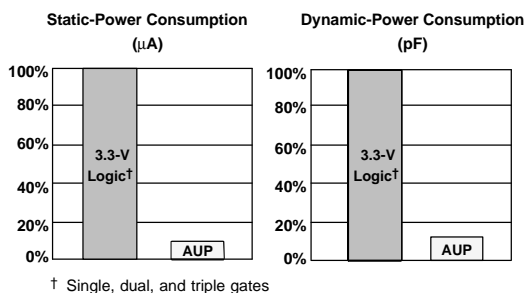 Static-Power Consumption
(µA)
100%
80%
60%
40%
20%
0%
3.3-V
Logic†
AUP
Dynamic-Power Consumption
(pF)
100%
80%
60%
40%
20%
0%
3.3-V
Logic†
AUP
† Single, dual, and triple gates